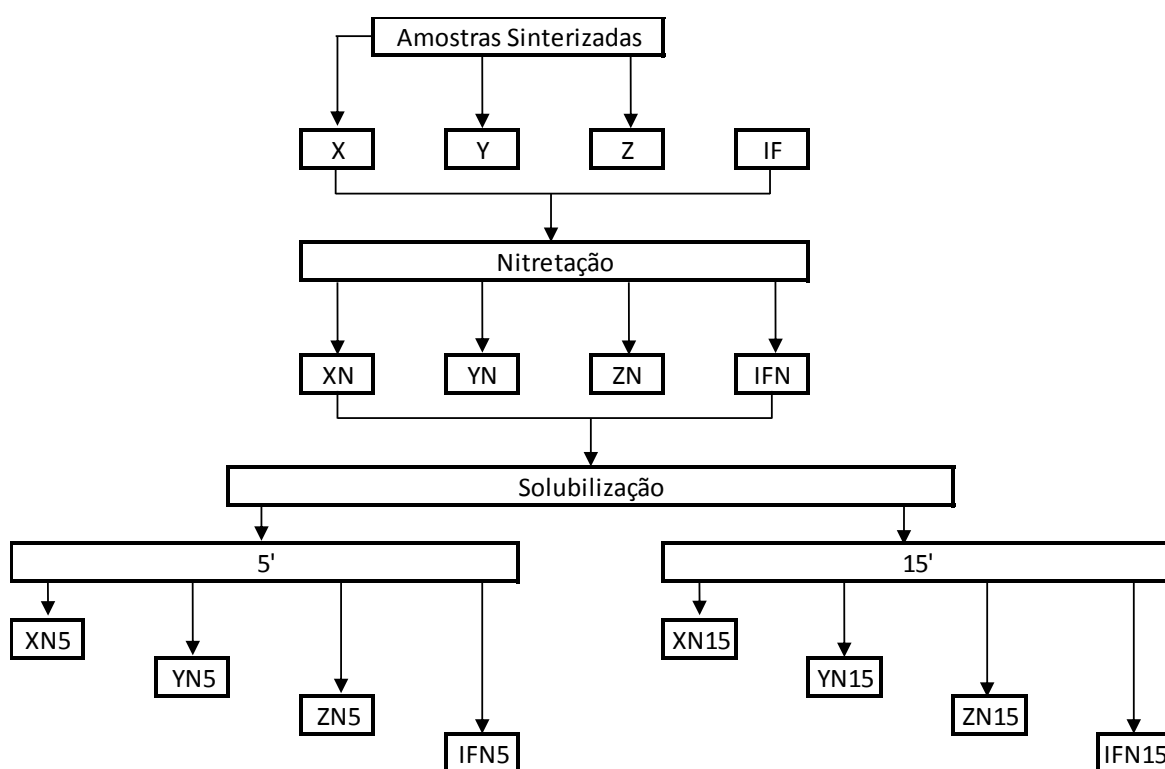 Amostras Sinterizadas
X
Y
Z
IF
Nitretação
XN
YN
ZN
IFN
Solubilização
5'
15'
XN5
YN5
ZN5
IFN5
XN15
YN15
ZN15
IFN15